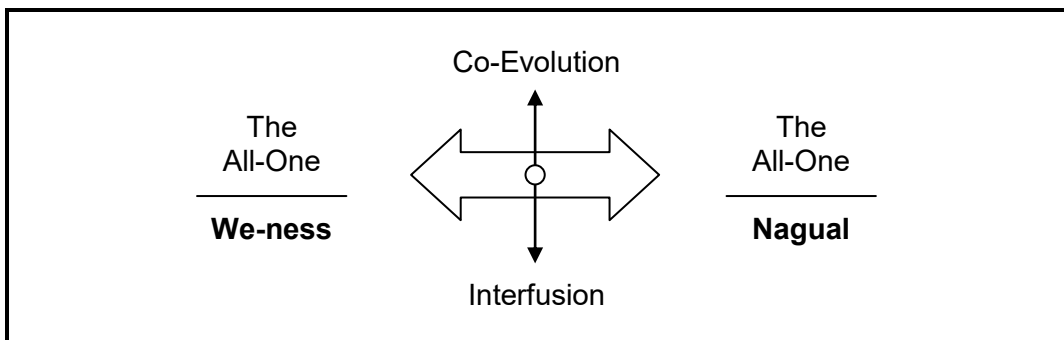 Co-Evolution
The
All-One
We-ness
The
All-One
Nagual
Interfusion